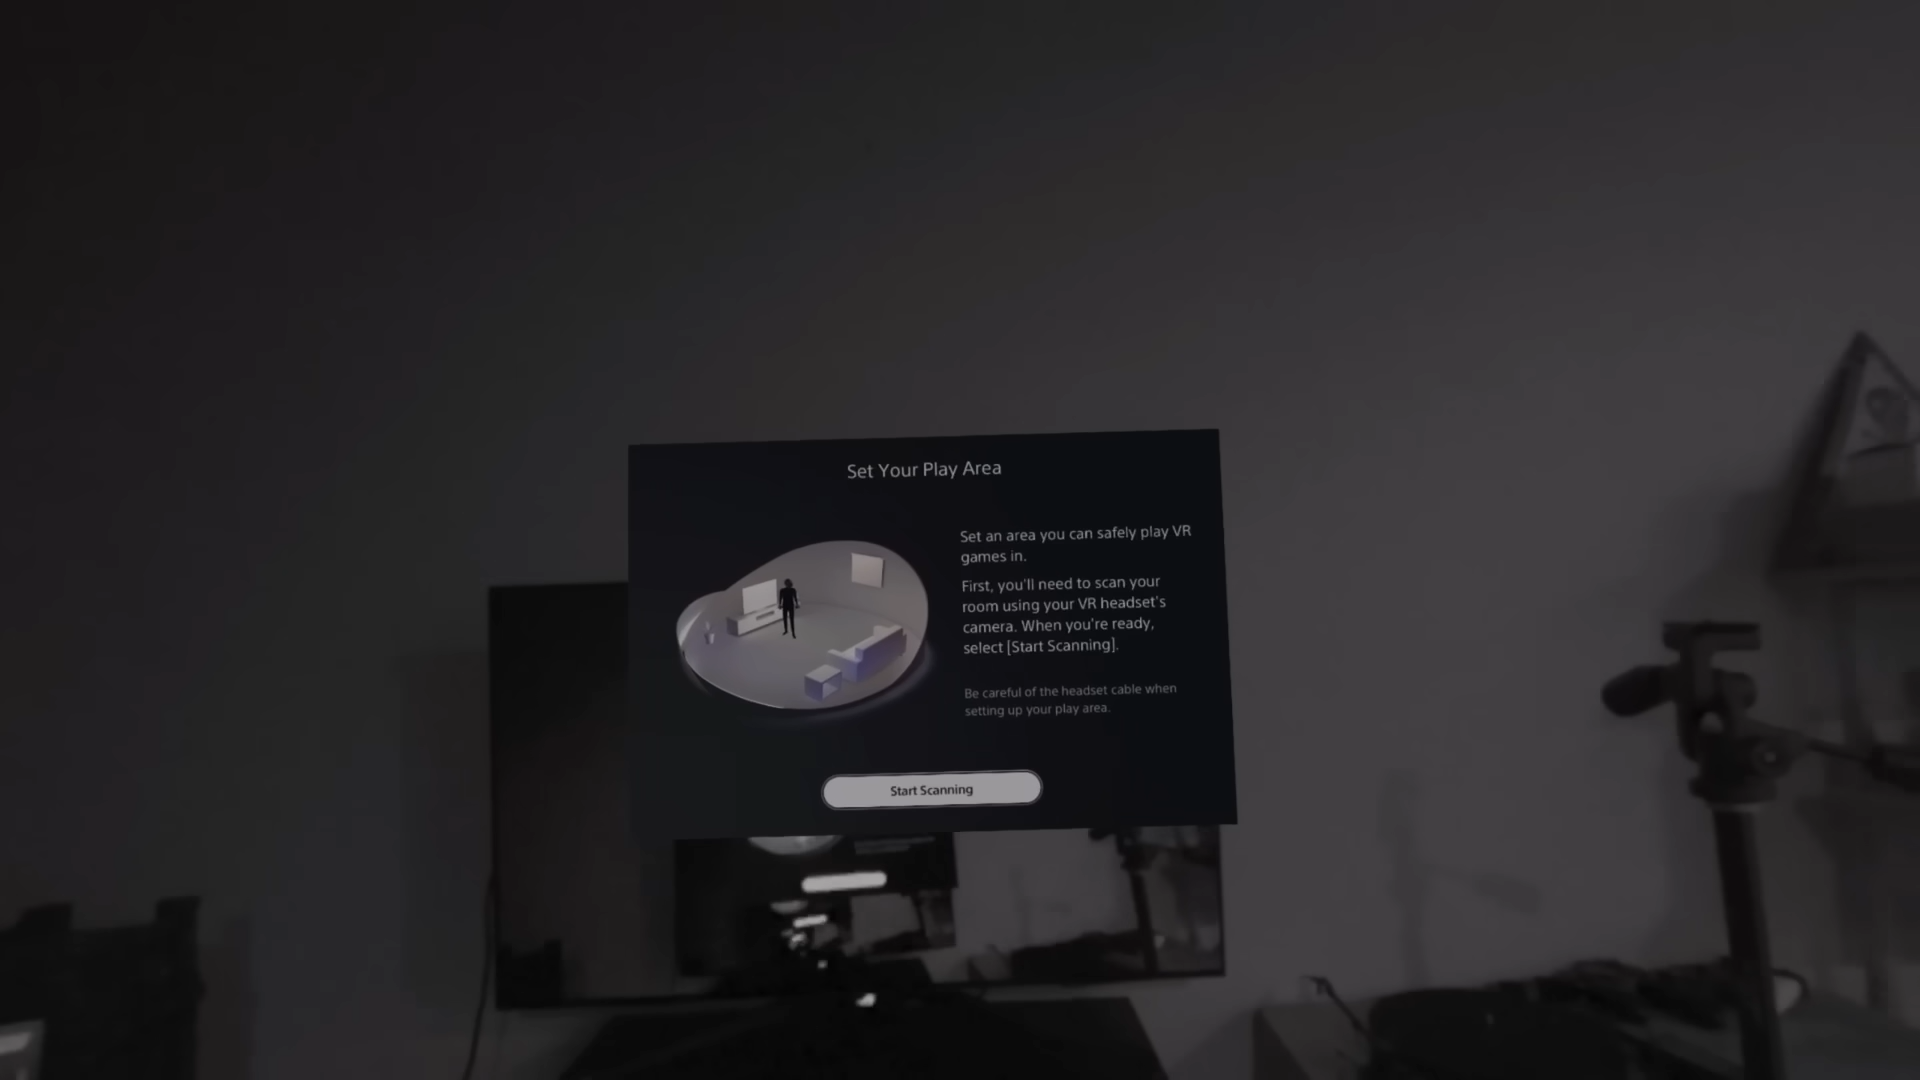 Set Your Play Area
Set an area you can safely play VR
games in.
First, you'll need to scan your
room using your VR headset's
camera. When you're ready,
select [Start Scanning].
Be careful of the headset cable when
setting up your play area.
Start Scanning